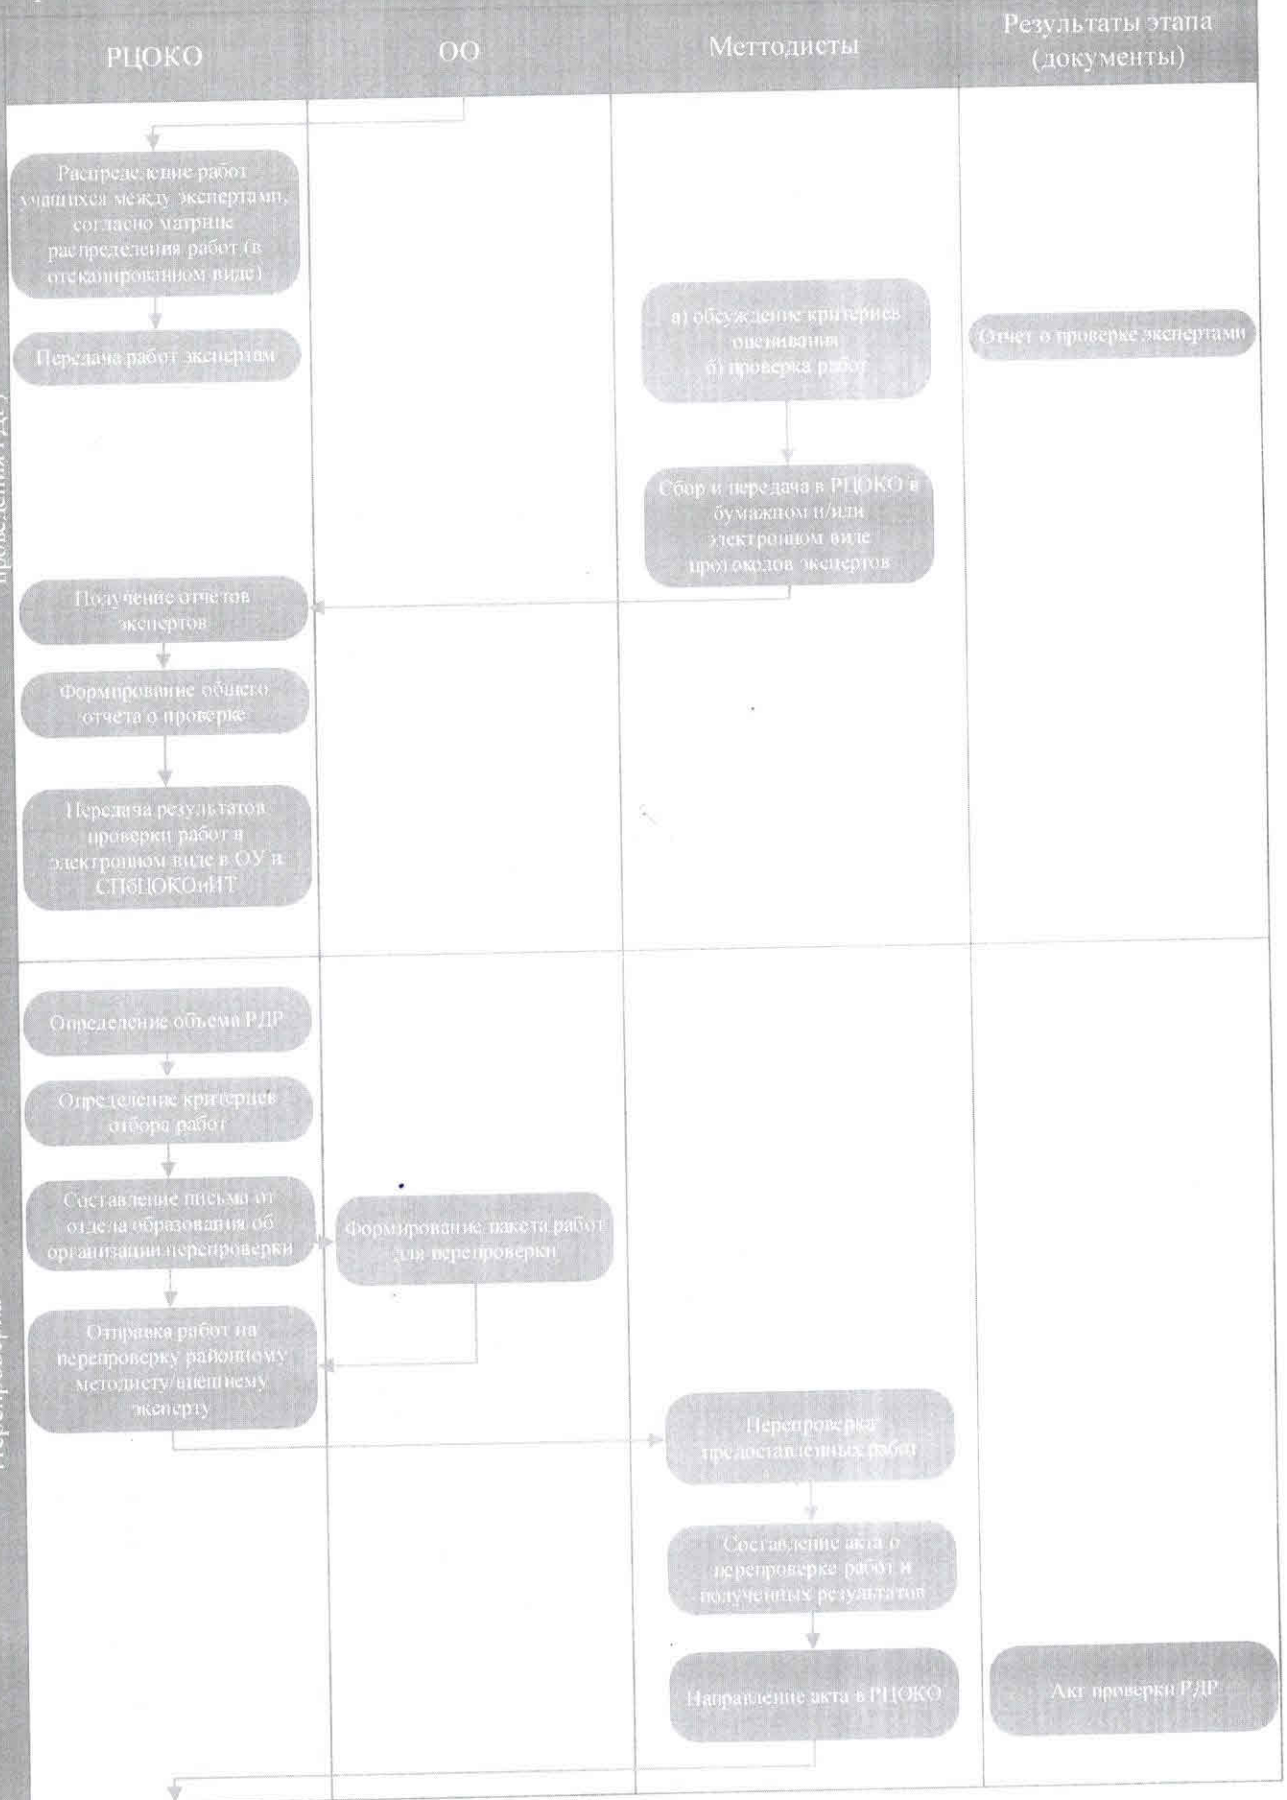 РЦОКО
ОО
Меттодисты
Результаты этапа
(документы)
Распределение работ
учащихся между экспертами,
согласно матрице
распределения работ (в
отсканированном виде)
Передача работ экспертам
а) обсуждение критериев
оценивания
б) проверка работ
Отчет о проверке экспертами
Сбор и передача в РЦОКО в
бумажном и/или
электронном виде
протоколов экспертов
проведения РДР)
Получение отчетов
экспертов
Формирование общего
отчета о проверке
Передача результатов
проверки работ в
электронном виде в ОУ и
СПбЦОКОиИТ
Определение объема РДР
Определение критериев
отбора работ
Составление письма от
отдела образования об
организации перепроверки
Формирование пакета работ
для перепроверки
Отправка работ на
перепроверку районному
методисту/внешнему
эксперту
Перепроверка
предоставленных работ
Составление акта о
перепроверке работ и
полученных результатов
Направление акта в РЦОКО
Акт проверки РДР